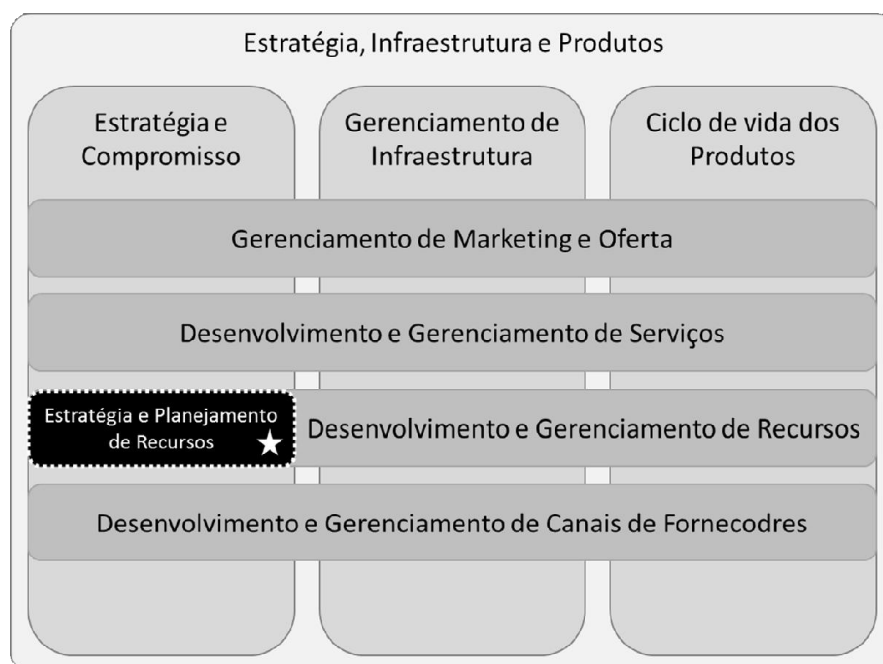 Estratégia, Infraestrutura e Produtos
Estratégia e
Compromisso
Gerenciamento de
Infraestrutura
Ciclo de vida dos
Produtos
Gerenciamento de Marketing e Oferta
Desenvolvimento e Gerenciamento de Serviços
Estratégia e Planejamento
de Recursos
Desenvolvimento e Gerenciamento de Recursos
Desenvolvimento e Gerenciamento de Canais de Fornecodres